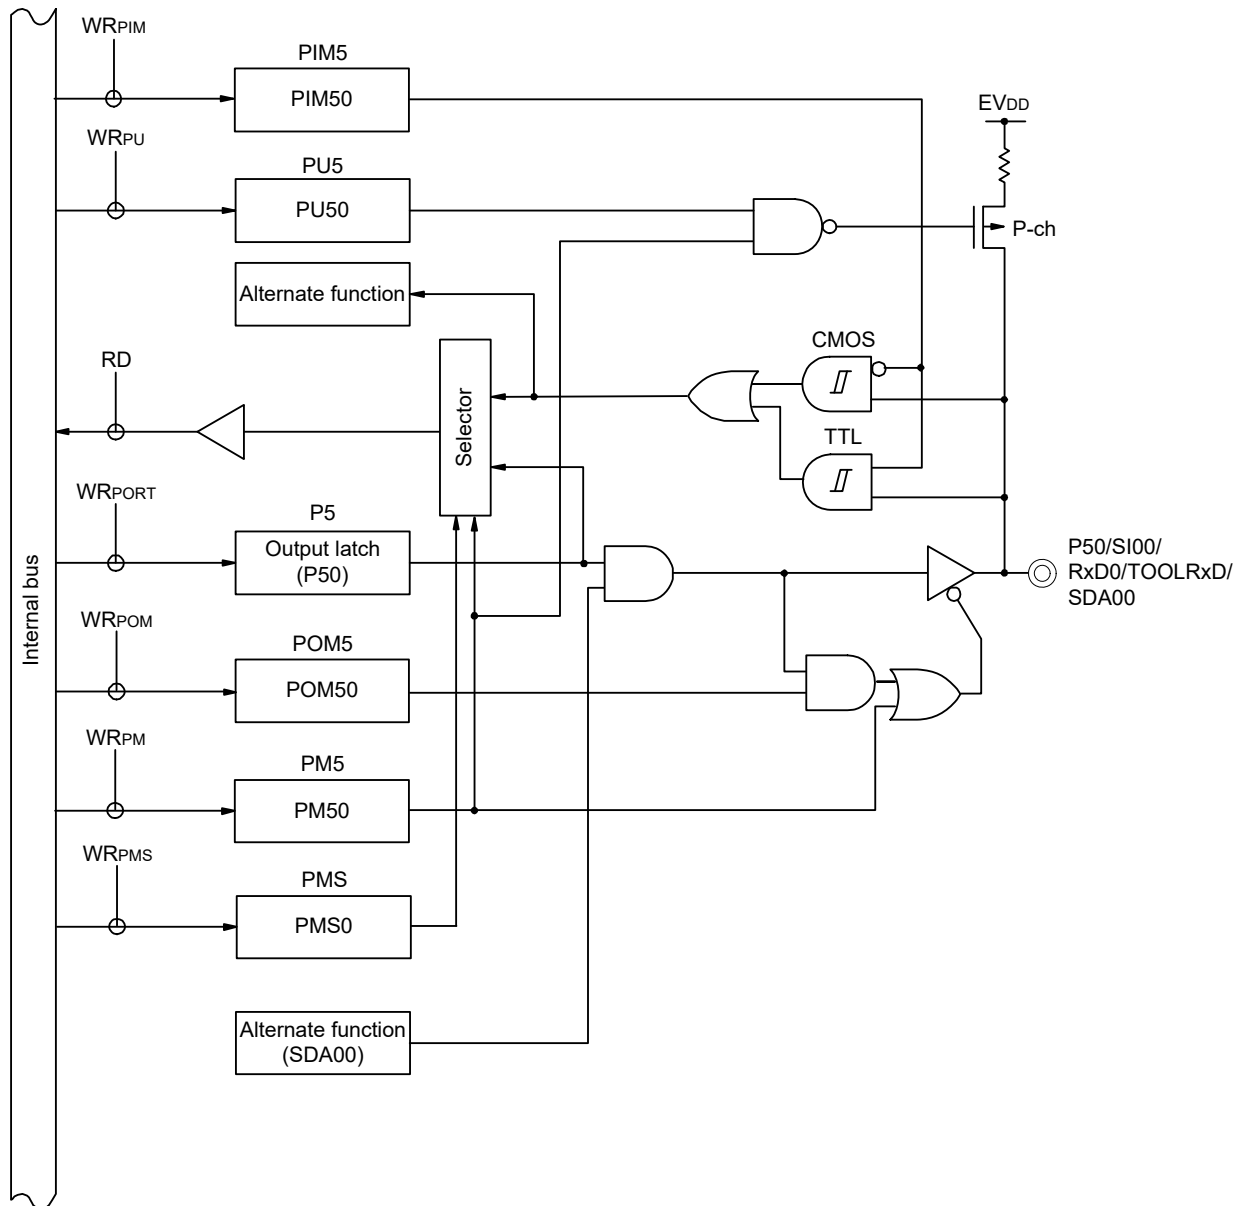 WRPIM
PIM5
PIM50
EVDD
WRPU
PU5
PU50
P-ch
Alternate function
CMOS
RD
Selector
TTL
WRPORT
P5
Output latch
(P50)
P50/SI00/
RxD0/TOOLRxD/
SDA00
Internal bus
WRPOM
POM5
POM50
WRPM
PM5
PM50
WRPMS
PMS
PMS0
Alternate function
(SDA00)